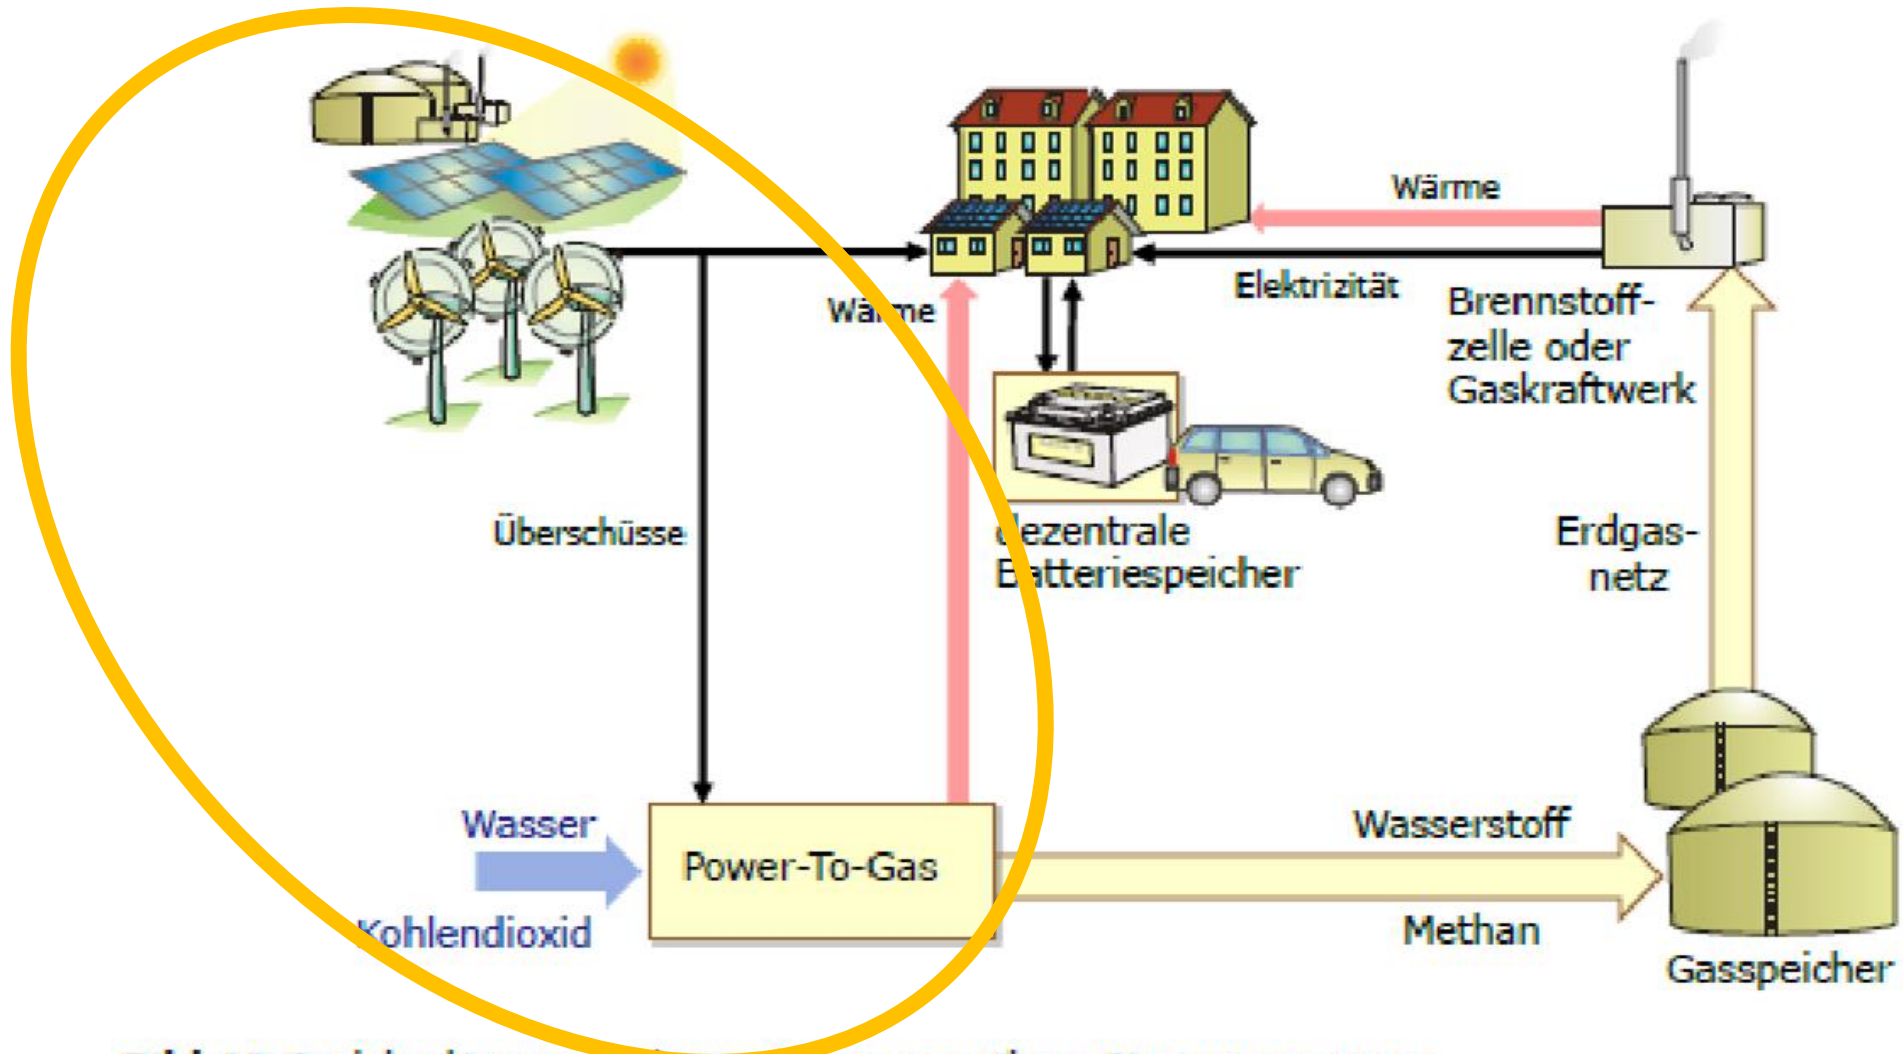 Wärme
Elektrizität
Wärme
Brennstoff-
zelle oder
Gaskraftwerk
Überschüsse
dezentrale
Batteriespeicher
Erdgas-
netz
Wasser
Power-To-Gas
Kohlendioxid
Wasserstoff
Methan
Gasspeicher